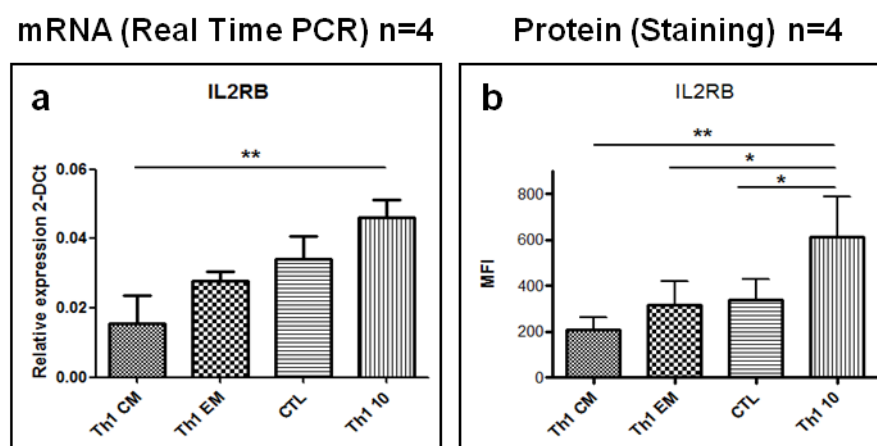 mRNA (Real Time PCR) n=4
Protein (Staining) n=4
a
IL2RB
**
Relative expression 2-DCt
0.06
0.04
0.02
0.00
Th1 CM
Th1 EM
CTL
Th1 10
b
IL2RB
**
*
*
MFI
800
600
400
200
0
Th1 CM
Th1 EM
CTL
Th1 10